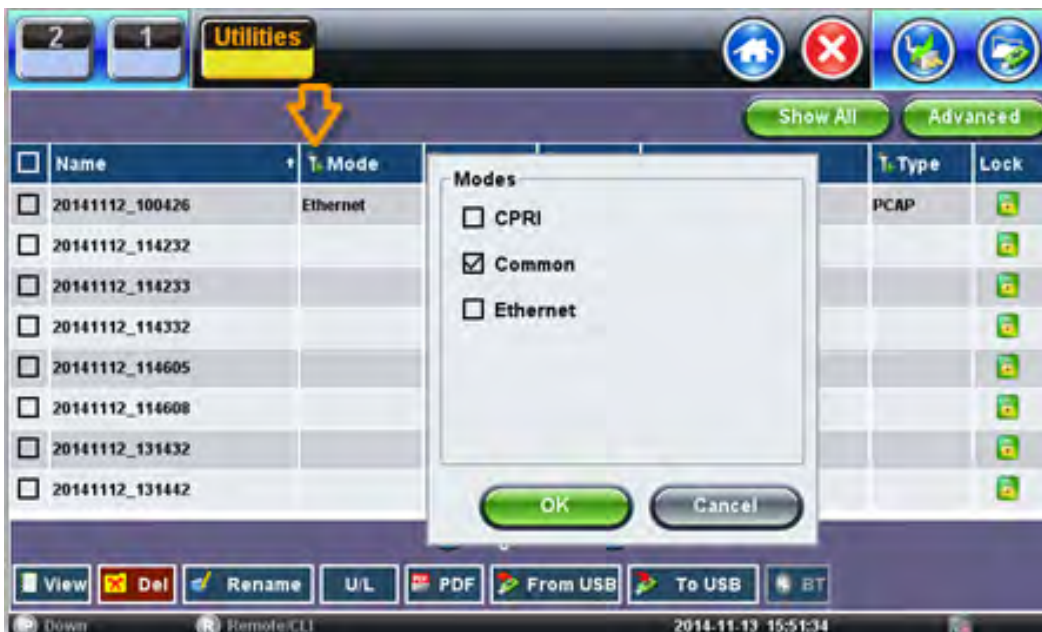 2 1 Utilities
Show All Advanced
Name Mode Type Lock
20141112_100426 Ethernet PCAP
20141112_114232
20141112_114233
20141112_114332
20141112_114605
20141112_114608
20141112_131432
20141112_131442
Modes
CPRI
Common
Ethernet
OK Cancel
View Del Rename U/L PDF From USB To USB BT
P Down R Remote/CLI 2014-11-13 15:51:34